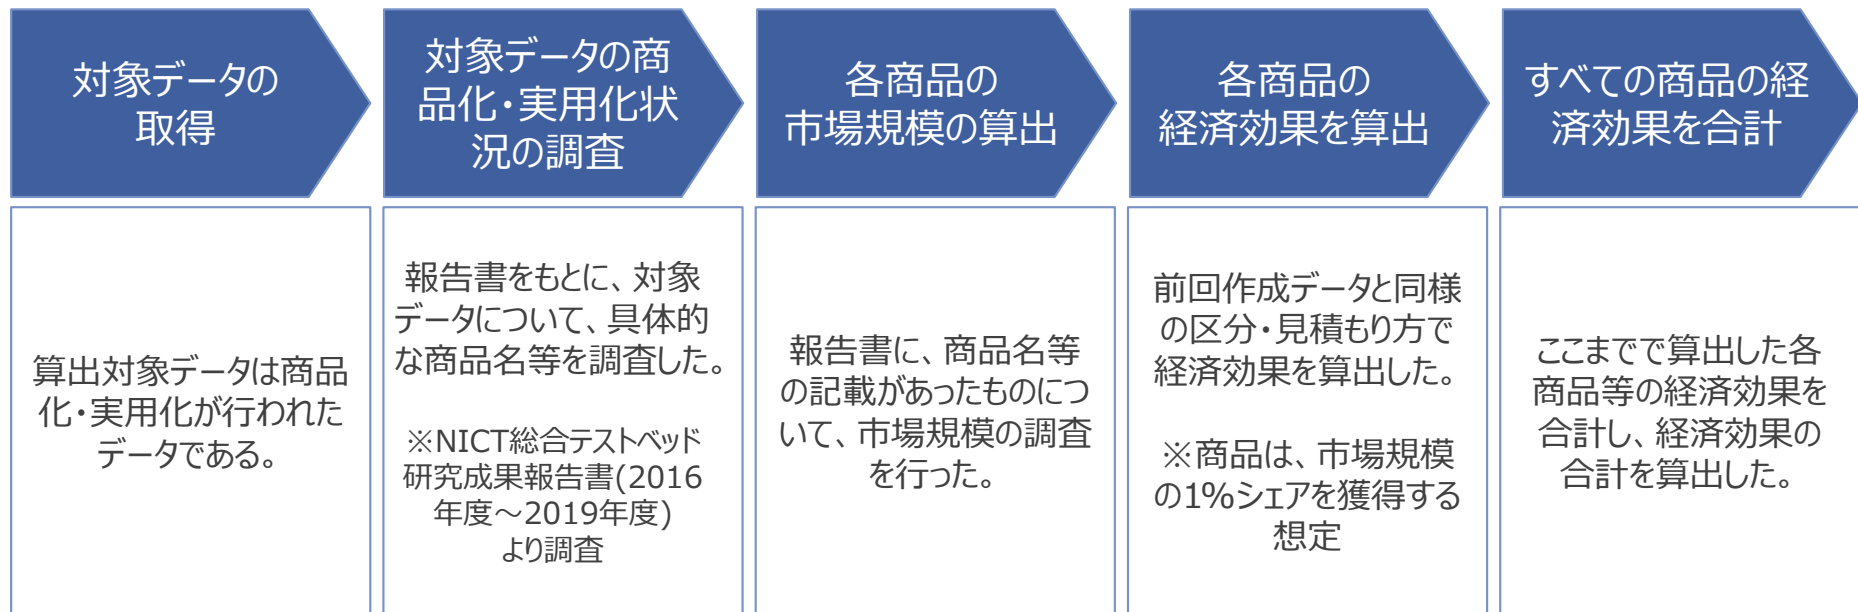 対象データの
取得
対象データの商
品化・実用化状
況の調査
各商品の
市場規模の算出
各商品の
経済効果を算出
すべての商品の経
済効果を合計
算出対象データは商品
化・実用化が行われた
データである。
報告書をもとに、対象
データについて、具体的
な商品名等を調査した。
※NICT総合テストベッド
研究成果報告書(2016
年度～2019年度)
より調査
報告書に、商品名等
の記載があったものにつ
いて、市場規模の調査
を行った。
前回作成データと同様
の区分・見積もり方で
経済効果を算出した。
※商品は、市場規模
の1%シェアを獲得する
想定
ここまでで算出した各
商品等の経済効果を
合計し、経済効果の
合計を算出した。